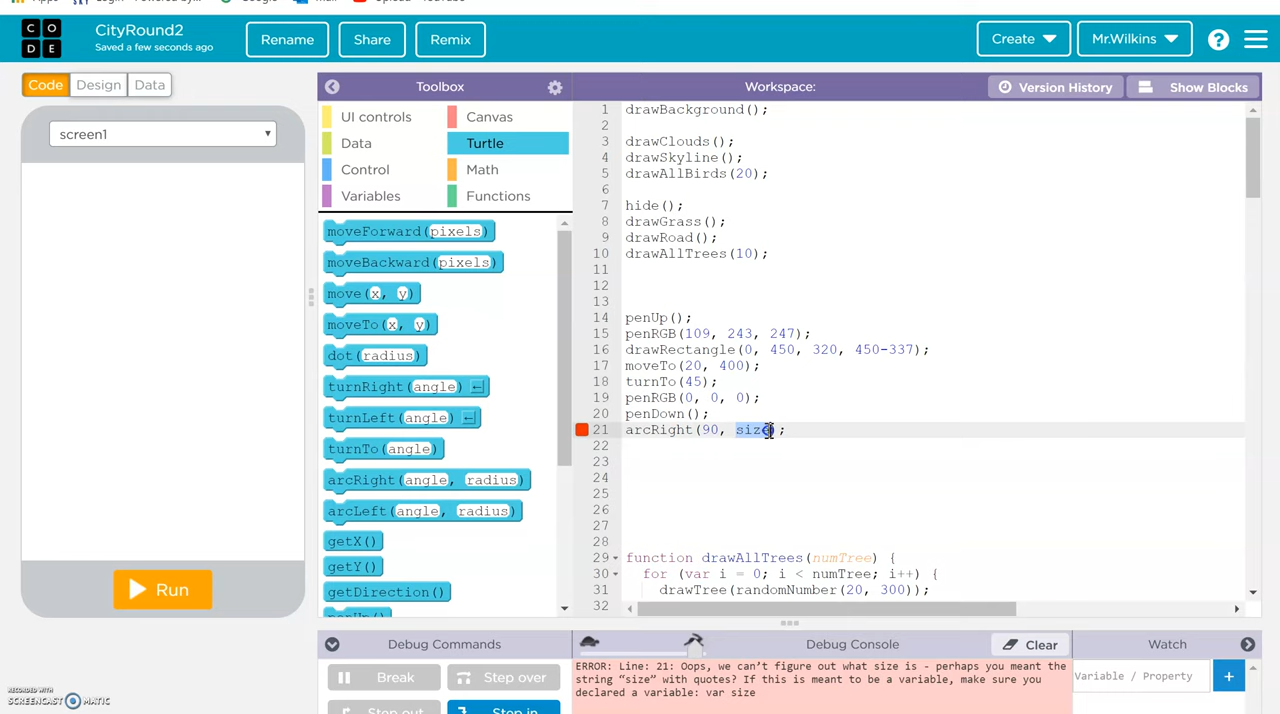 CODE
CityRound2
Saved a few seconds ago
Rename
Share
Remix
Create
Mr.Wilkins
?
Code
Design
Data
Toolbox
Workspace:
Version History
Show Blocks
screen1
UI controls
Canvas
Data
Turtle
Control
Math
Variables
Functions
moveForward(pixels)
moveBackward(pixels)
move(x, y)
moveTo(x, y)
dot(radius)
turnRight(angle)
turnLeft(angle)
turnTo(angle)
arcRight(angle, radius)
arcLeft(angle, radius)
getX()
getY()
getDirection()
Run
1 drawBackground();
2
3 drawClouds();
4 drawSkyline();
5 drawAllBirds(20);
6
7 hide();
8 drawGrass();
9 drawRoad();
10 drawAllTrees(10);
11
12
13
14 penUp();
15 penRGB(109, 243, 247);
16 drawRectangle(0, 450, 320, 450-337);
17 moveTo(20, 400);
18 turnTo(45);
19 penRGB(0, 0, 0);
20 penDown();
21 arcRight(90, size);
22
23
24
25
26
27
28
29 function drawAllTrees(numTree) {
30 for (var i = 0; i < numTree; i++) {
31 drawTree(randomNumber(20, 300));
32
Debug Commands
Debug Console
Clear
Watch
Break
Step over
Step out
Step in
ERROR: Line: 21: Oops, we can't figure out what size is - perhaps you meant the
string "size" with quotes? If this is meant to be a variable, make sure you
declared a variable: var size
Variable / Property
+
RECORDED WITH
SCREENCAST MATIC